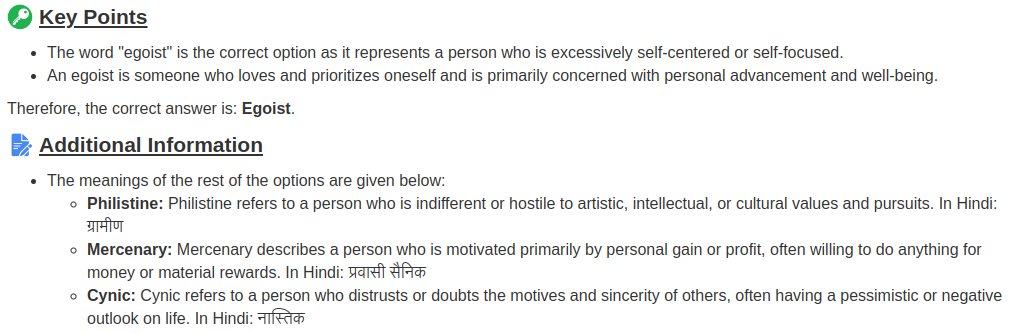 Key Points
The word "egoist" is the correct option as it represents a person who is excessively self-centered or self-focused.
An egoist is someone who loves and prioritizes oneself and is primarily concerned with personal advancement and well-being.
Therefore, the correct answer is: Egoist.
Additional Information
The meanings of the rest of the options are given below:
Philistine: Philistine refers to a person who is indifferent or hostile to artistic, intellectual, or cultural values and pursuits. In Hindi:
ग्रामीण
Mercenary: Mercenary describes a person who is motivated primarily by personal gain or profit, often willing to do anything for
money or material rewards. In Hindi: प्रवासी सैनिक
Cynic: Cynic refers to a person who distrusts or doubts the motives and sincerity of others, often having a pessimistic or negative
outlook on life. In Hindi: नास्तिक